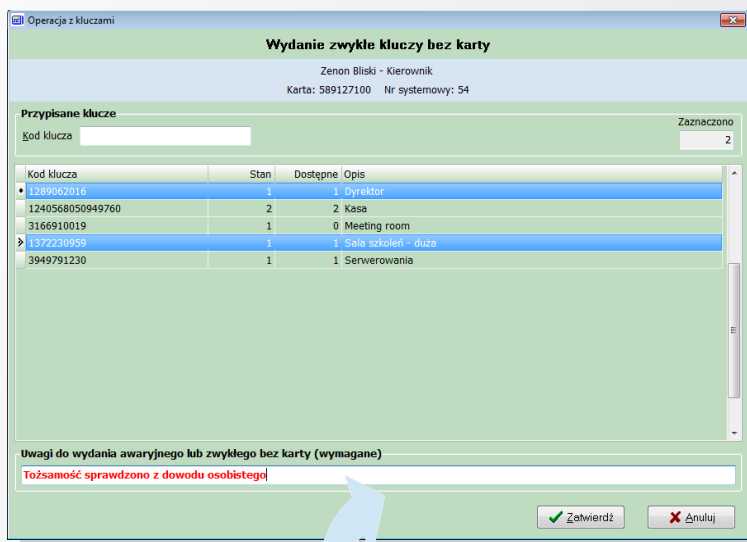 Operacja z kluczami
Wydanie zwykłe kluczy bez karty
Zenon Bliski - Kierownik
Karta: 589127100 Nr systemowy: 54
Przypisane klucze
Zaznaczono
Kod klucza
2
Kod klucza Stan Dostępne Opis
1289062016 1 1 Dyrektor
1240568050949760 2 2 Kasa
3166910019 1 0 Meeting room
1372230959 1 1 Sala szkoleń - duża
3949791230 1 1 Serwerowania
Uwagi do wydania awaryjnego lub zwykłego bez karty (wymagane)
Tożsamość sprawdzono z dowodu osobistego
Zatwierdź Anuluj